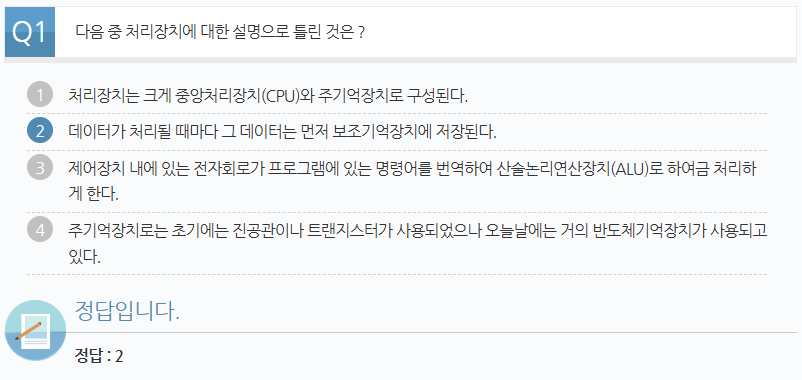 Q1 다음 중 처리장치에 대한 설명으로 틀린 것은 ?
1 처리장치는 크게 중앙처리장치(CPU)와 주기억장치로 구성된다.
2 데이터가 처리될 때마다 그 데이터는 먼저 보조기억장치에 저장된다.
3 제어장치 내에 있는 전자회로가 프로그램에 있는 명령어를 번역하여 산술논리연산장치(ALU)로 하여금 처리하
게 한다.
4 주기억장치로는 초기에는 진공관이나 트랜지스터가 사용되었으나 오늘날에는 거의 반도체기억장치가 사용되고
있다.
정답입니다.
정답 : 2